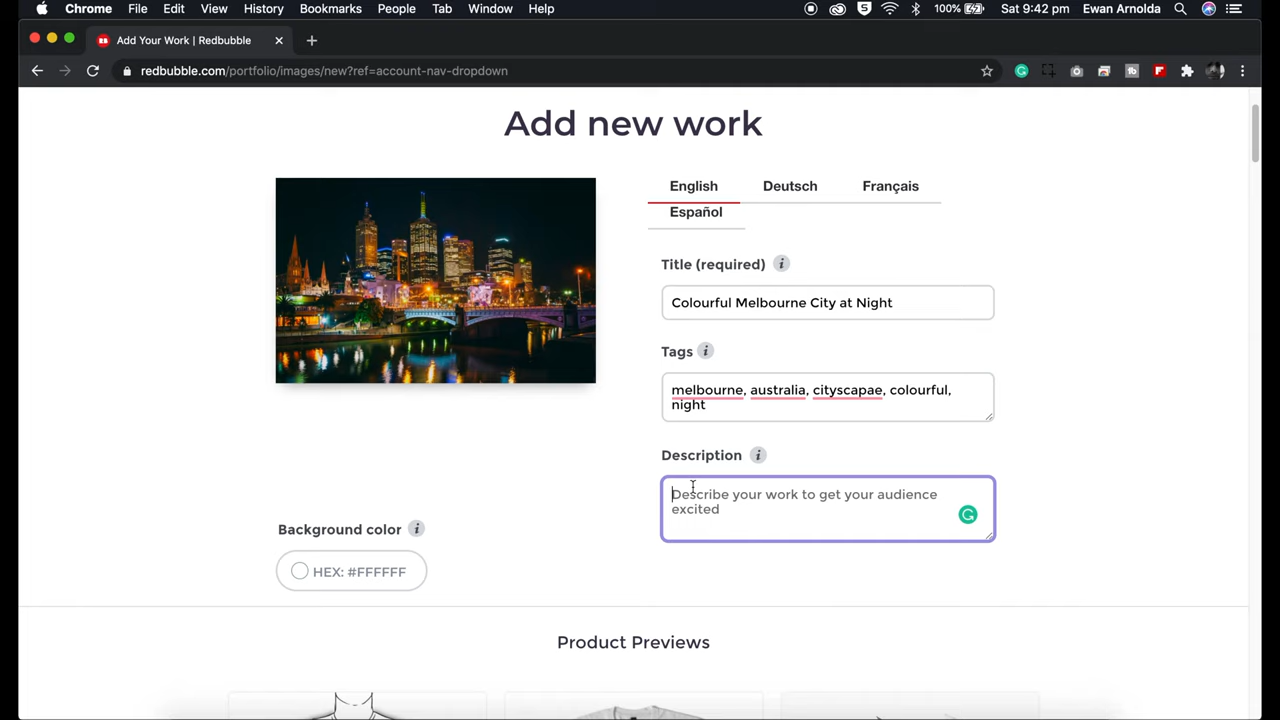 Chrome File Edit View History Bookmarks People Tab Window Help 5 100% Sat 9:42 pm Ewan Arnolda
Add Your Work | Redbubble
redbubble.com/portfolio/images/new?ref=account-nav-dropdown
Add new work
English Deutsch Français
Español
Title (required) i
Colourful Melbourne City at Night
Tags i
melbourne, australia, cityscapae, colourful,
night
Description i
Describe your work to get your audience
excited
Background color i
HEX: #FFFFFF
Product Previews